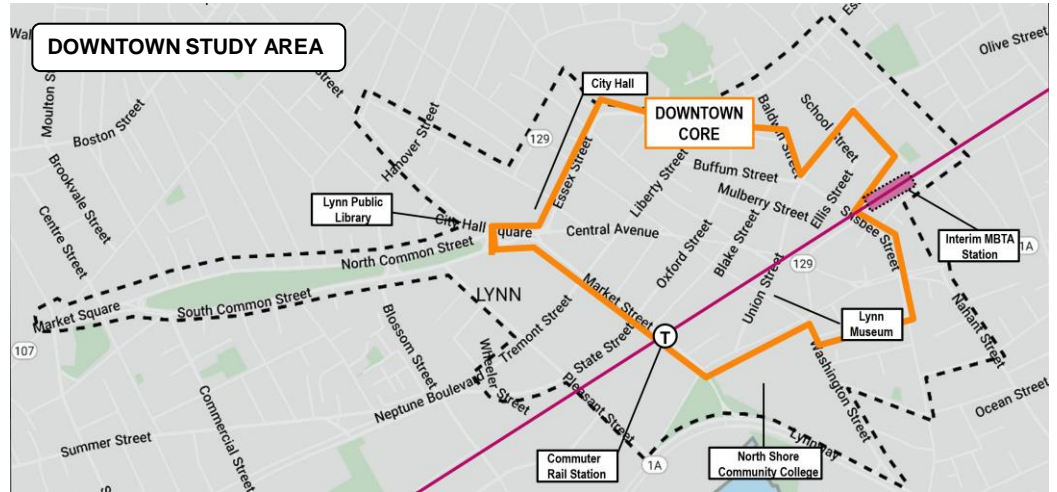 DOWNTOWN STUDY AREA
Olive Street
Moulton St
Boston Street
Brookvale Street
Centre Street
Hanover Street
129
City Hall
DOWNTOWN
CORE
Baldwin Street
School Street
Essex Street
Liberty Street
Buffum Street
Mulberry Street
Ellis Street
Lynn Public
Library
City Hall
quare
Central Avenue
Oxford Street
Blake Street
Union Street
129
Silsbee Street
Interim MBTA
Station
1A
North Common Street
South Common Street
Market Square
107
LYNN
Market Street
Tremont Street
State Street
T
Lynn
Museum
Nahant Street
Washington Street
Blossom Street
Wheeler Street
Neptune Boulevard
Pleasant Street
Ocean Street
Commercial Street
Summer Street
Commuter
Rail Station
1A
Lynnway
North Shore
Community College